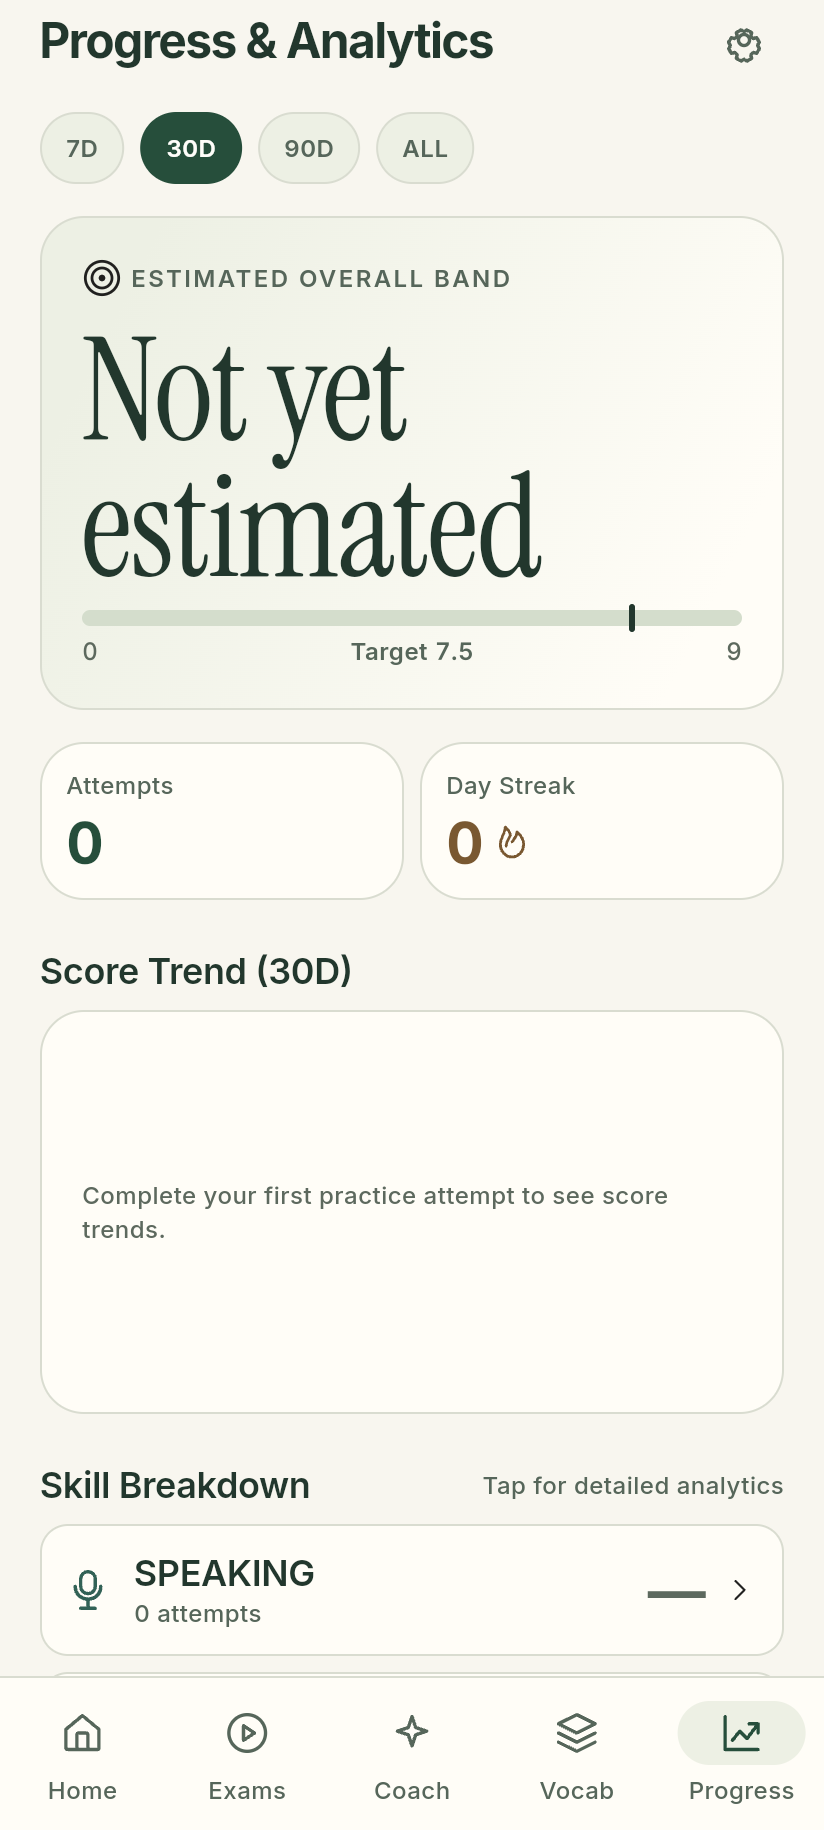 Progress & Analytics
7D 30D 90D ALL
ESTIMATED OVERALL BAND
Not yet
estimated
0 Target 7.5 9
Attempts
0
Day Streak
0
Score Trend (30D)
Complete your first practice attempt to see score
trends.
Skill Breakdown Tap for detailed analytics
SPEAKING
0 attempts
—
Home Exams Coach Vocab Progress